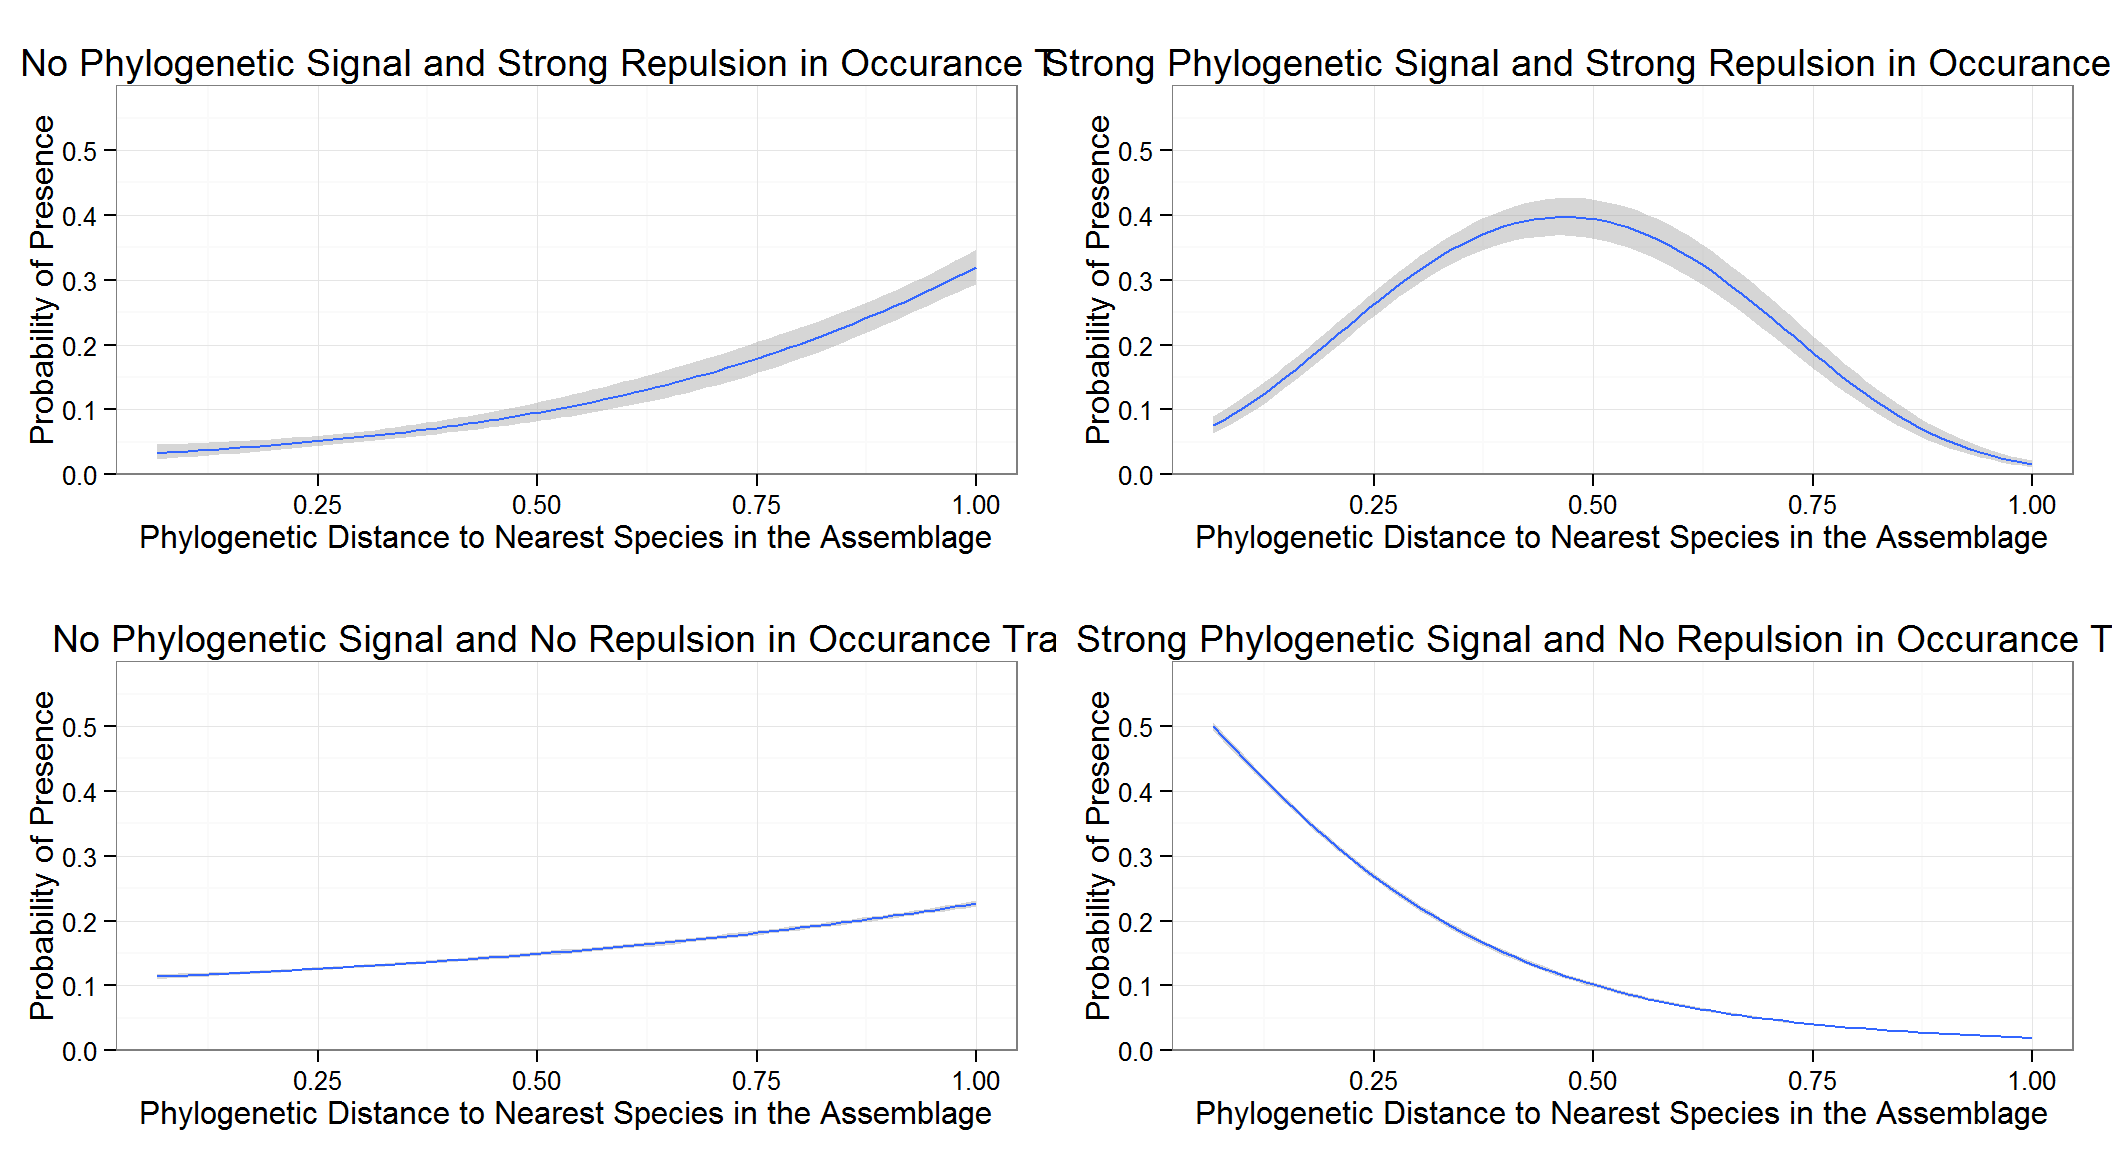 No Phylogenetic Signal and Strong Repulsion in Occurance T
Strong Phylogenetic Signal and Strong Repulsion in Occurance
Probability of Presence
0.5
0.4
0.3
0.2
0.1
0.0
0.25 0.50 0.75 1.00
Phylogenetic Distance to Nearest Species in the Assemblage
Probability of Presence
0.5
0.4
0.3
0.2
0.1
0.0
0.25 0.50 0.75 1.00
Phylogenetic Distance to Nearest Species in the Assemblage
No Phylogenetic Signal and No Repulsion in Occurance Tra
Strong Phylogenetic Signal and No Repulsion in Occurance T
Probability of Presence
0.5
0.4
0.3
0.2
0.1
0.0
0.25 0.50 0.75 1.00
Phylogenetic Distance to Nearest Species in the Assemblage
Probability of Presence
0.5
0.4
0.3
0.2
0.1
0.0
0.25 0.50 0.75 1.00
Phylogenetic Distance to Nearest Species in the Assemblage